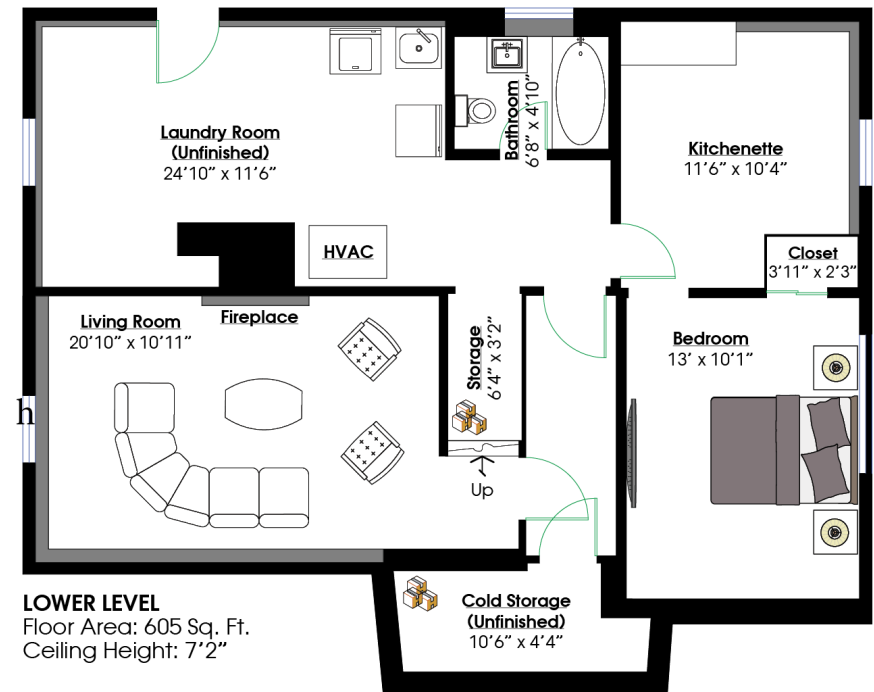 Laundry Room
(Unfinished)
24'10" x 11'6"
Bathroom
6'8" x 4'10"
Kitchenette
11'6" x 10'4"
HVAC
Closet
3'11" x 2'3"
Living Room
20'10" x 10'11"
Fireplace
Storage
6'4" x 3'2"
Bedroom
13' x 10'1"
h
Up
Cold Storage
(Unfinished)
10'6" x 4'4"
LOWER LEVEL
Floor Area: 605 Sq. Ft.
Ceiling Height: 7'2"